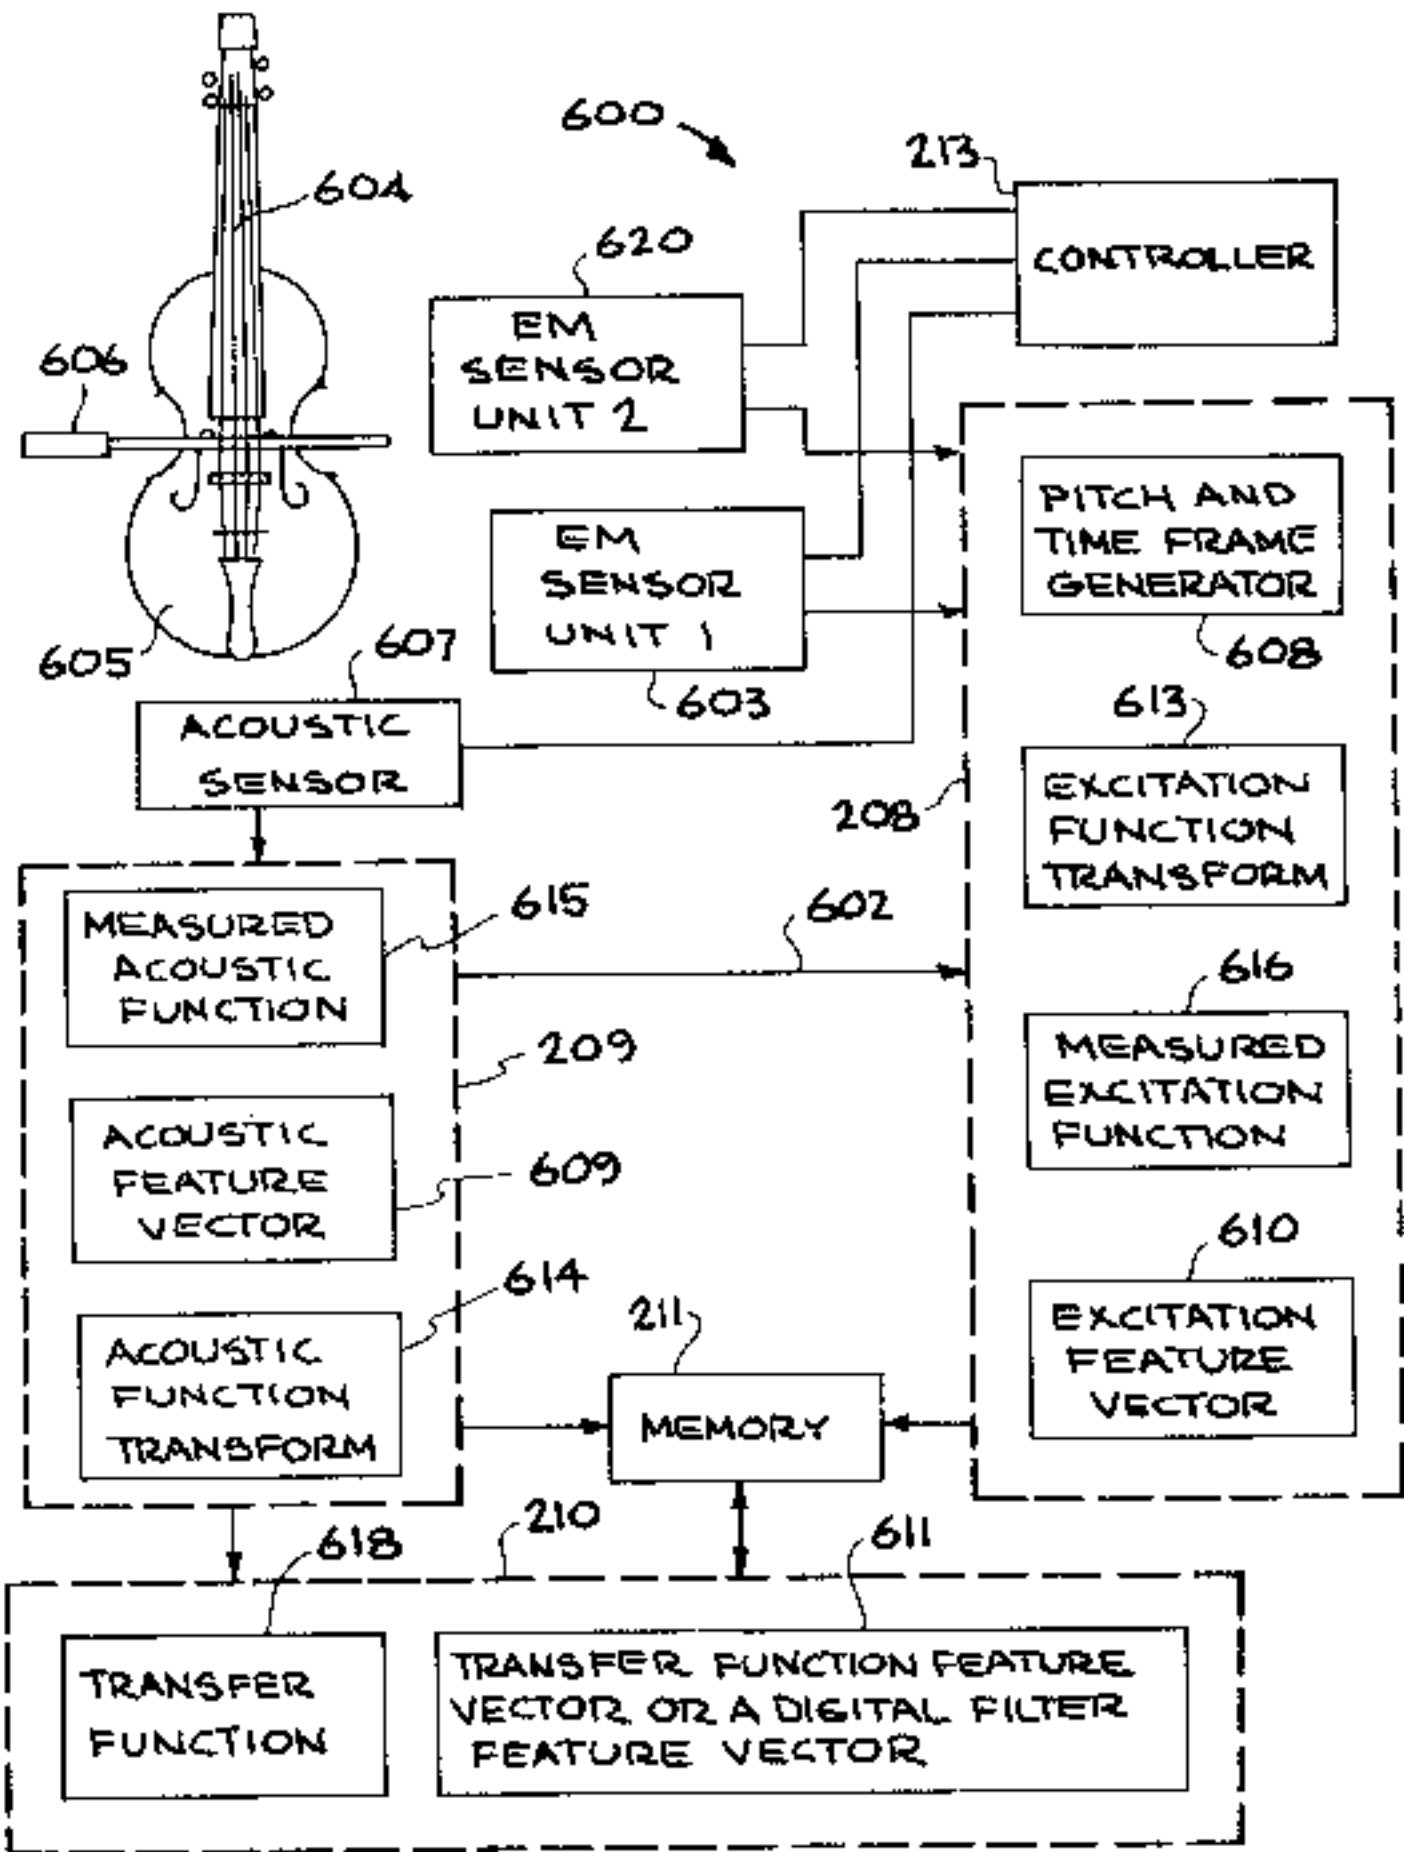 600
213
604
620
CONTROLLER
EM
SENSOR
UNIT 2
606
PITCH AND
TIME FRAME
GENERATOR
EM
SENSOR
UNIT 1
607
605
608
603
613
ACOUSTIC
SENSOR
EXCITATION
FUNCTION
TRANSFORM
208
615
602
MEASURED
ACOUSTIC
FUNCTION
616
209
MEASURED
EXCITATION
FUNCTION
ACOUSTIC
FEATURE
VECTOR
609
610
614
211
ACOUSTIC
FUNCTION
TRANSFORM
EXCITATION
FEATURE
VECTOR
MEMORY
210
618
611
TRANSFER
FUNCTION
TRANSFER FUNCTION FEATURE
VECTOR OR A DIGITAL FILTER
FEATURE VECTOR